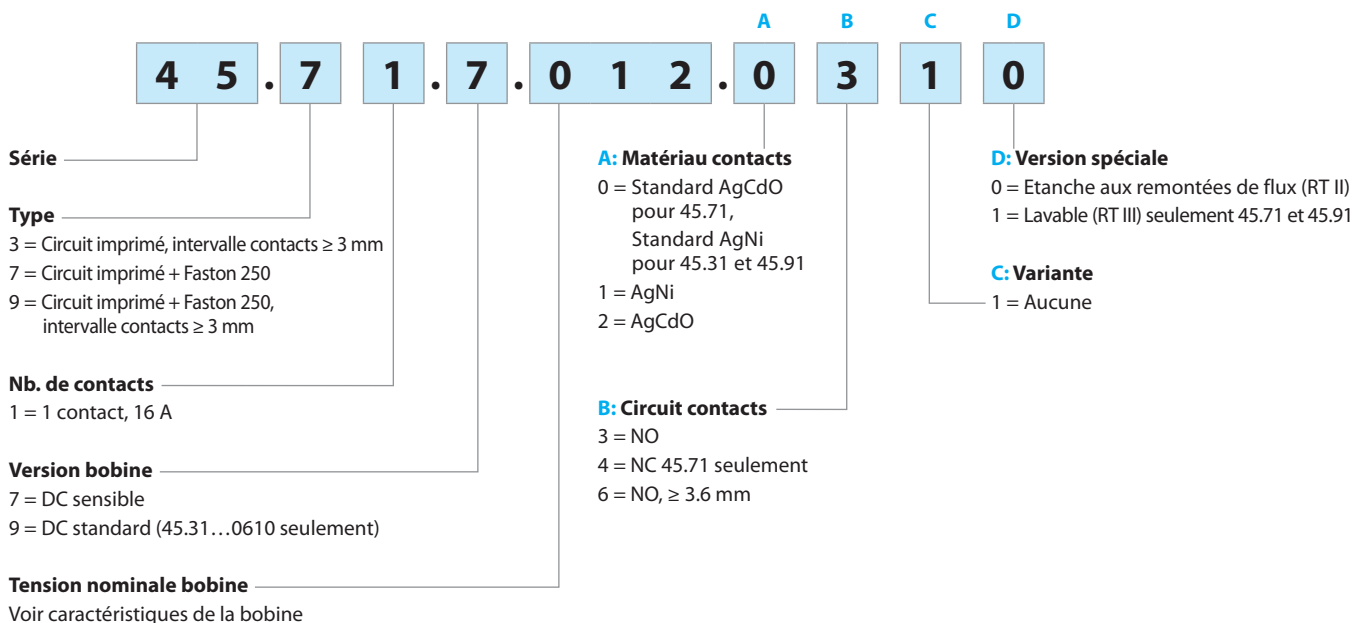 A B C D
4 5 . 7 1 . 7 . 0 1 2 . 0 3 1 0
Série
Type
3 = Circuit imprimé, intervalle contacts ≥ 3 mm
7 = Circuit imprimé + Faston 250
9 = Circuit imprimé + Faston 250,
intervalle contacts ≥ 3 mm
Nb. de contacts
1 = 1 contact, 16 A
Version bobine
7 = DC sensible
9 = DC standard (45.31…0610 seulement)
Tension nominale bobine
Voir caractéristiques de la bobine
A: Matériau contacts
0 = Standard AgCdO
pour 45.71,
Standard AgNi
pour 45.31 et 45.91
1 = AgNi
2 = AgCdO
B: Circuit contacts
3 = NO
4 = NC 45.71 seulement
6 = NO, ≥ 3.6 mm
D: Version spéciale
0 = Etanche aux remontées de flux (RT II)
1 = Lavable (RT III) seulement 45.71 et 45.91
C: Variante
1 = Aucune